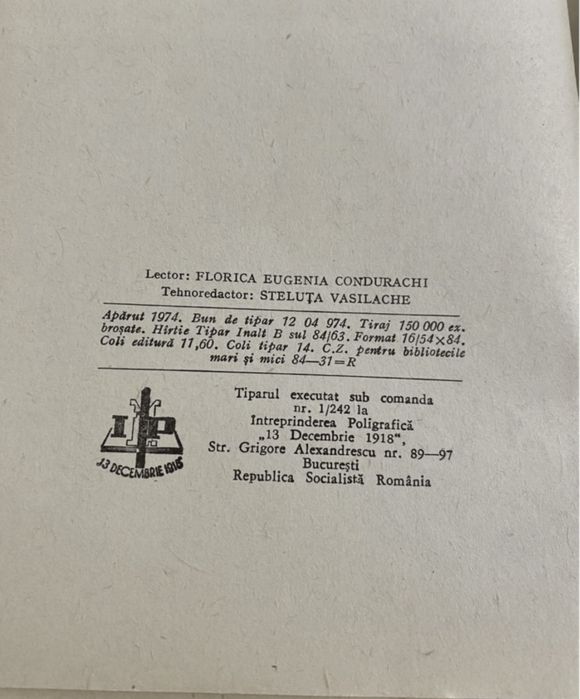 Lector: FLORICA EUGENIA CONDURACHI
Tehnoredactor: STELUȚA VASILACHE
Apărut 1974. Bun de tipar 12 04 974. Tiraj 150 000 ex.
broșate. Hîrtie Tipar Inalt B sul 84/63. Format 16/54×84.
Coli editură 11,60. Coli tipar 14. C.Z. pentru bibliotecile
mari și mici 84—31=R
IP
13 DECEMBRIE 1918
Tiparul executat sub comanda
nr. 1/242 la
Intreprinderea Poligrafică
„13 Decembrie 1918“,
Str. Grigore Alexandrescu nr. 89—97
București
Republica Socialistă România